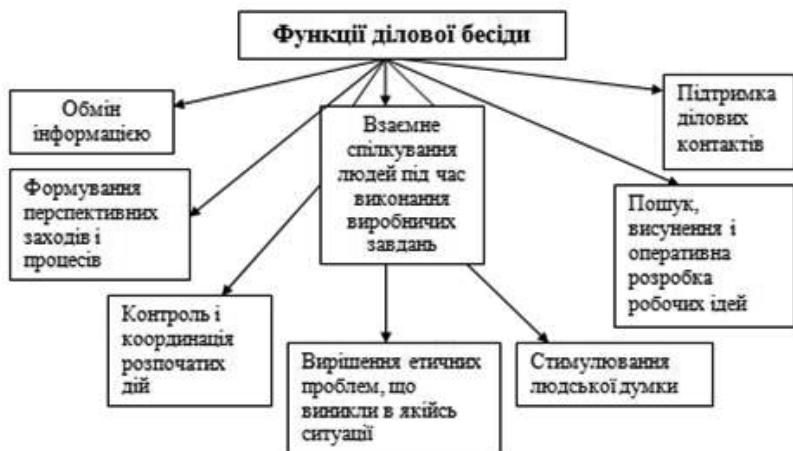 Функції ділової бесіди
Обмін
інформацією
Взаємне
спілкування
людей під час
виконання
виробничих
завдань
Підтримка
ділових
контактів
Формування
перспективних
заходів і
процесів
Пошук,
висунення і
оперативна
розробка
робочих ідей
Контроль і
координація
розпочатих
дій
Вирішення етичних
проблем, що
виникли в якійсь
ситуації
Стимулювання
людської думки